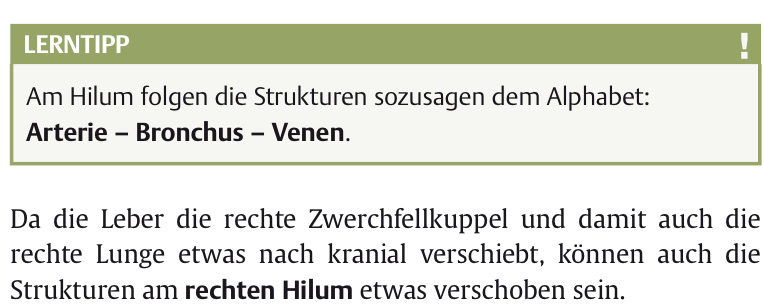 LERNTIPP !
Am Hilum folgen die Strukturen sozusagen dem Alphabet:
Arterie – Bronchus – Venen.
Da die Leber die rechte Zwerchfellkuppel und damit auch die
rechte Lunge etwas nach kranial verschiebt, können auch die
Strukturen am rechten Hilum etwas verschoben sein.